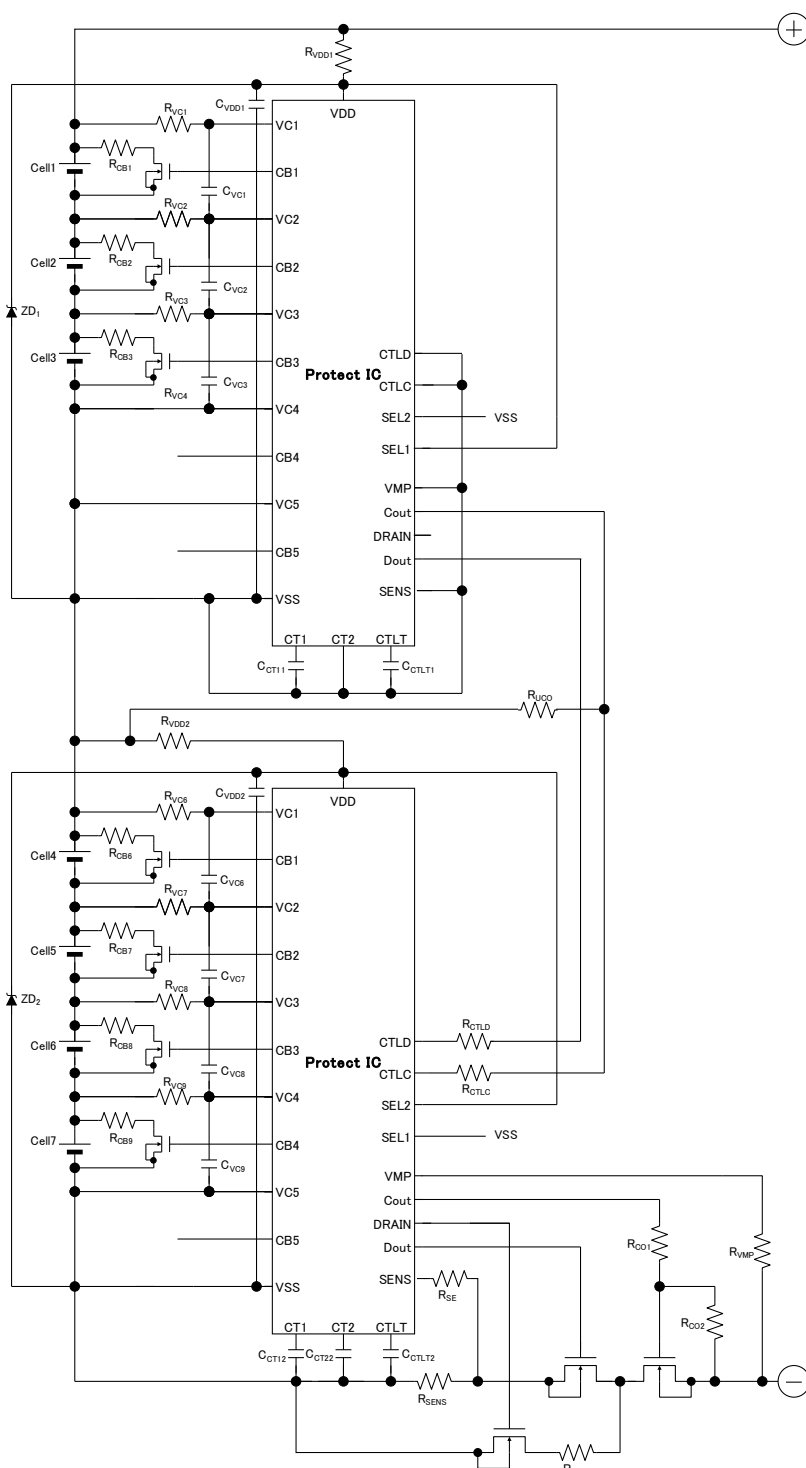 RVDD1
VDD
CVDD1
RVC1
VC1
Cell1
RCB1
CB1
CVC1
RVC2
VC2
Cell2
RCB2
CB2
CVC2
RVC3
VC3
ZD1
Cell3
RCB3
CB3
CVC3
RVC4
VC4
Protect IC
CTLD
CTLC
SEL2
VSS
SEL1
CB4
VMP
VC5
Cout
DRAIN
CB5
Dout
SENS
VSS
CT1
CT2
CTLT
CCT11
CCTLT1
RUCO
RVDD2
VDD
CVDD2
RVC6
VC1
Cell4
RCB6
CB1
CVC6
RVC7
VC2
Cell5
RCB7
CB2
CVC7
RVC8
VC3
ZD2
Cell6
RCB8
CB3
CVC8
RVC9
VC4
Protect IC
CTLD
RCTLD
CTLC
RCTLC
SEL2
SEL1
VSS
Cell7
RCB9
CB4
CVC9
VC5
VMP
Cout
DRAIN
CB5
Dout
RCO1
RVMP
SENS
RSE
VSS
RCO2
CT1
CT2
CTLT
CCT12
CCT22
CCTLT2
RSENS
R